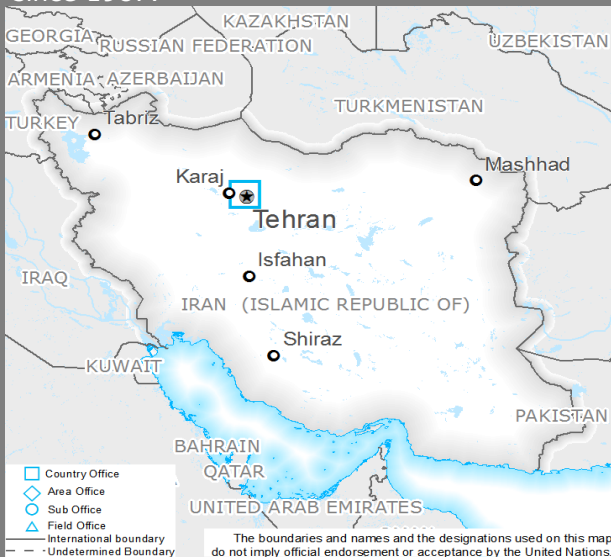 KAZAKHSTAN
GEORGIA
RUSSIAN FEDERATION
UZBEKISTAN
ARMENIA AZERBAIJAN
TURKMENISTAN
TURKEY
Tabriz
Mashhad
Karaj
Tehran
Isfahan
IRAQ
IRAN (ISLAMIC REPUBLIC OF)
Shiraz
KUWAIT
PAKISTAN
BAHRAIN
QATAR
UNITED ARAB EMIRATES
Country Office
Area Office
Sub Office
Field Office
International boundary
Undetermined Boundary
The boundaries and names and the designations used on this map
do not imply official endorsement or acceptance by the United Nations.